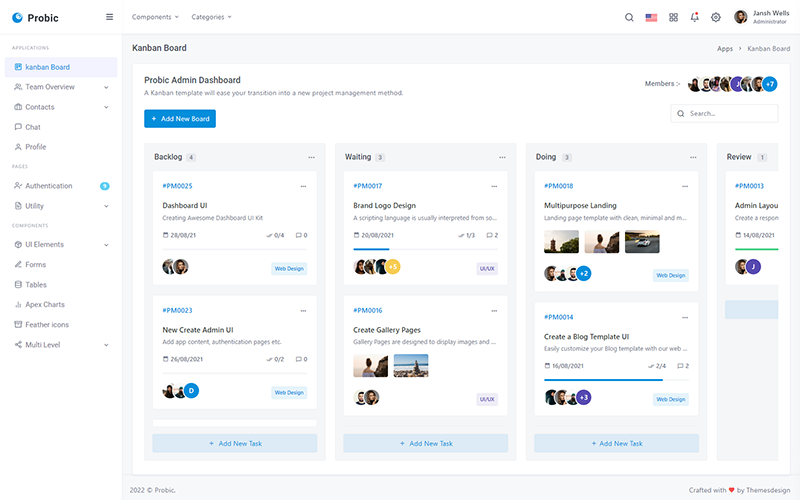 Probic
Components
Categories
Jansh Wells
Administrator
APPLICATIONS
kanban Board
Team Overview
Contacts
Chat
Profile
PAGES
Authentication
9
Utility
COMPONENTS
UI Elements
Forms
Tables
Apex Charts
Feather icons
Multi Level
Kanban Board
Apps > Kanban Board
Probic Admin Dashboard
A Kanban template will ease your transition into a new project management method.
Members :-
J
+7
+ Add New Board
Search...
Backlog 4
#PM0025
Dashboard UI
Creating Awesome Dashboard UI Kit
28/08/21 0/4 0
Web Design
#PM0023
New Create Admin UI
Add app content, authentication pages etc.
26/08/2021 0/2 0
D
Web Design
+ Add New Task
Waiting 3
#PM0017
Brand Logo Design
A scripting language is usually interpreted from so...
20/08/2021 1/3 2
+5
UI/UX
#PM0016
Create Gallery Pages
Gallery Pages are designed to display images and ...
UI/UX
+ Add New Task
Doing 3
#PM0018
Multipurpose Landing
Landing page template with clean, minimal and m...
+2
Web Design
#PM0014
Create a Blog Template UI
Easily customize your Blog template with our web ...
16/08/2021 2/4 2
+3
Web Design
+ Add New Task
Review 1
#PM0013
Admin Layou
Create a respon
14/08/2021
J
2022 © Probic.
Crafted with ❤ by Themesdesign